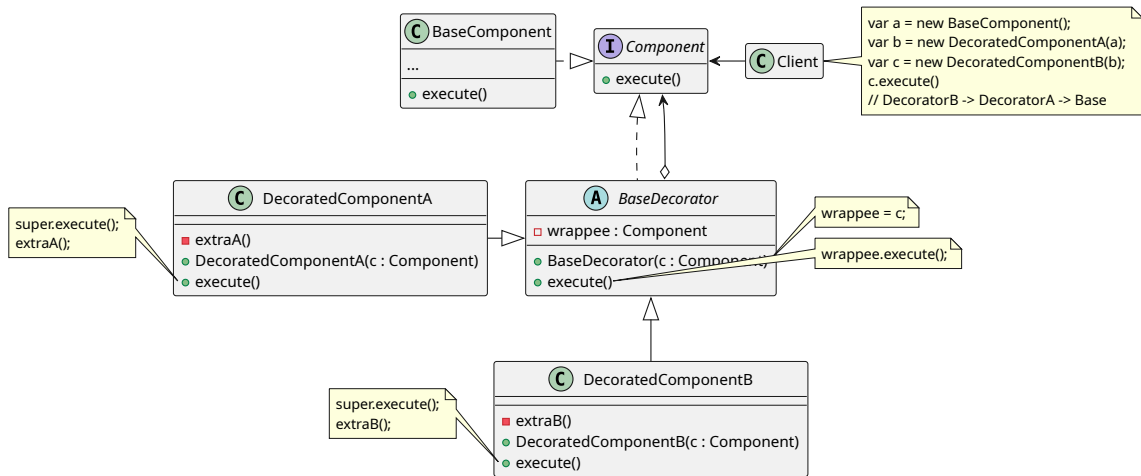 C BaseComponent
...
execute()
I Component
execute()
C Client
var a = new BaseComponent();
var b = new DecoratedComponentA(a);
var c = new DecoratedComponentB(b);
c.execute()
// DecoratorB -> DecoratorA -> Base
super.execute();
extraA();
C DecoratedComponentA
extraA()
DecoratedComponentA(c : Component)
execute()
A BaseDecorator
wrappee : Component
BaseDecorator(c : Component)
execute()
wrappee = c;
wrappee.execute();
super.execute();
extraB();
C DecoratedComponentB
extraB()
DecoratedComponentB(c : Component)
execute()